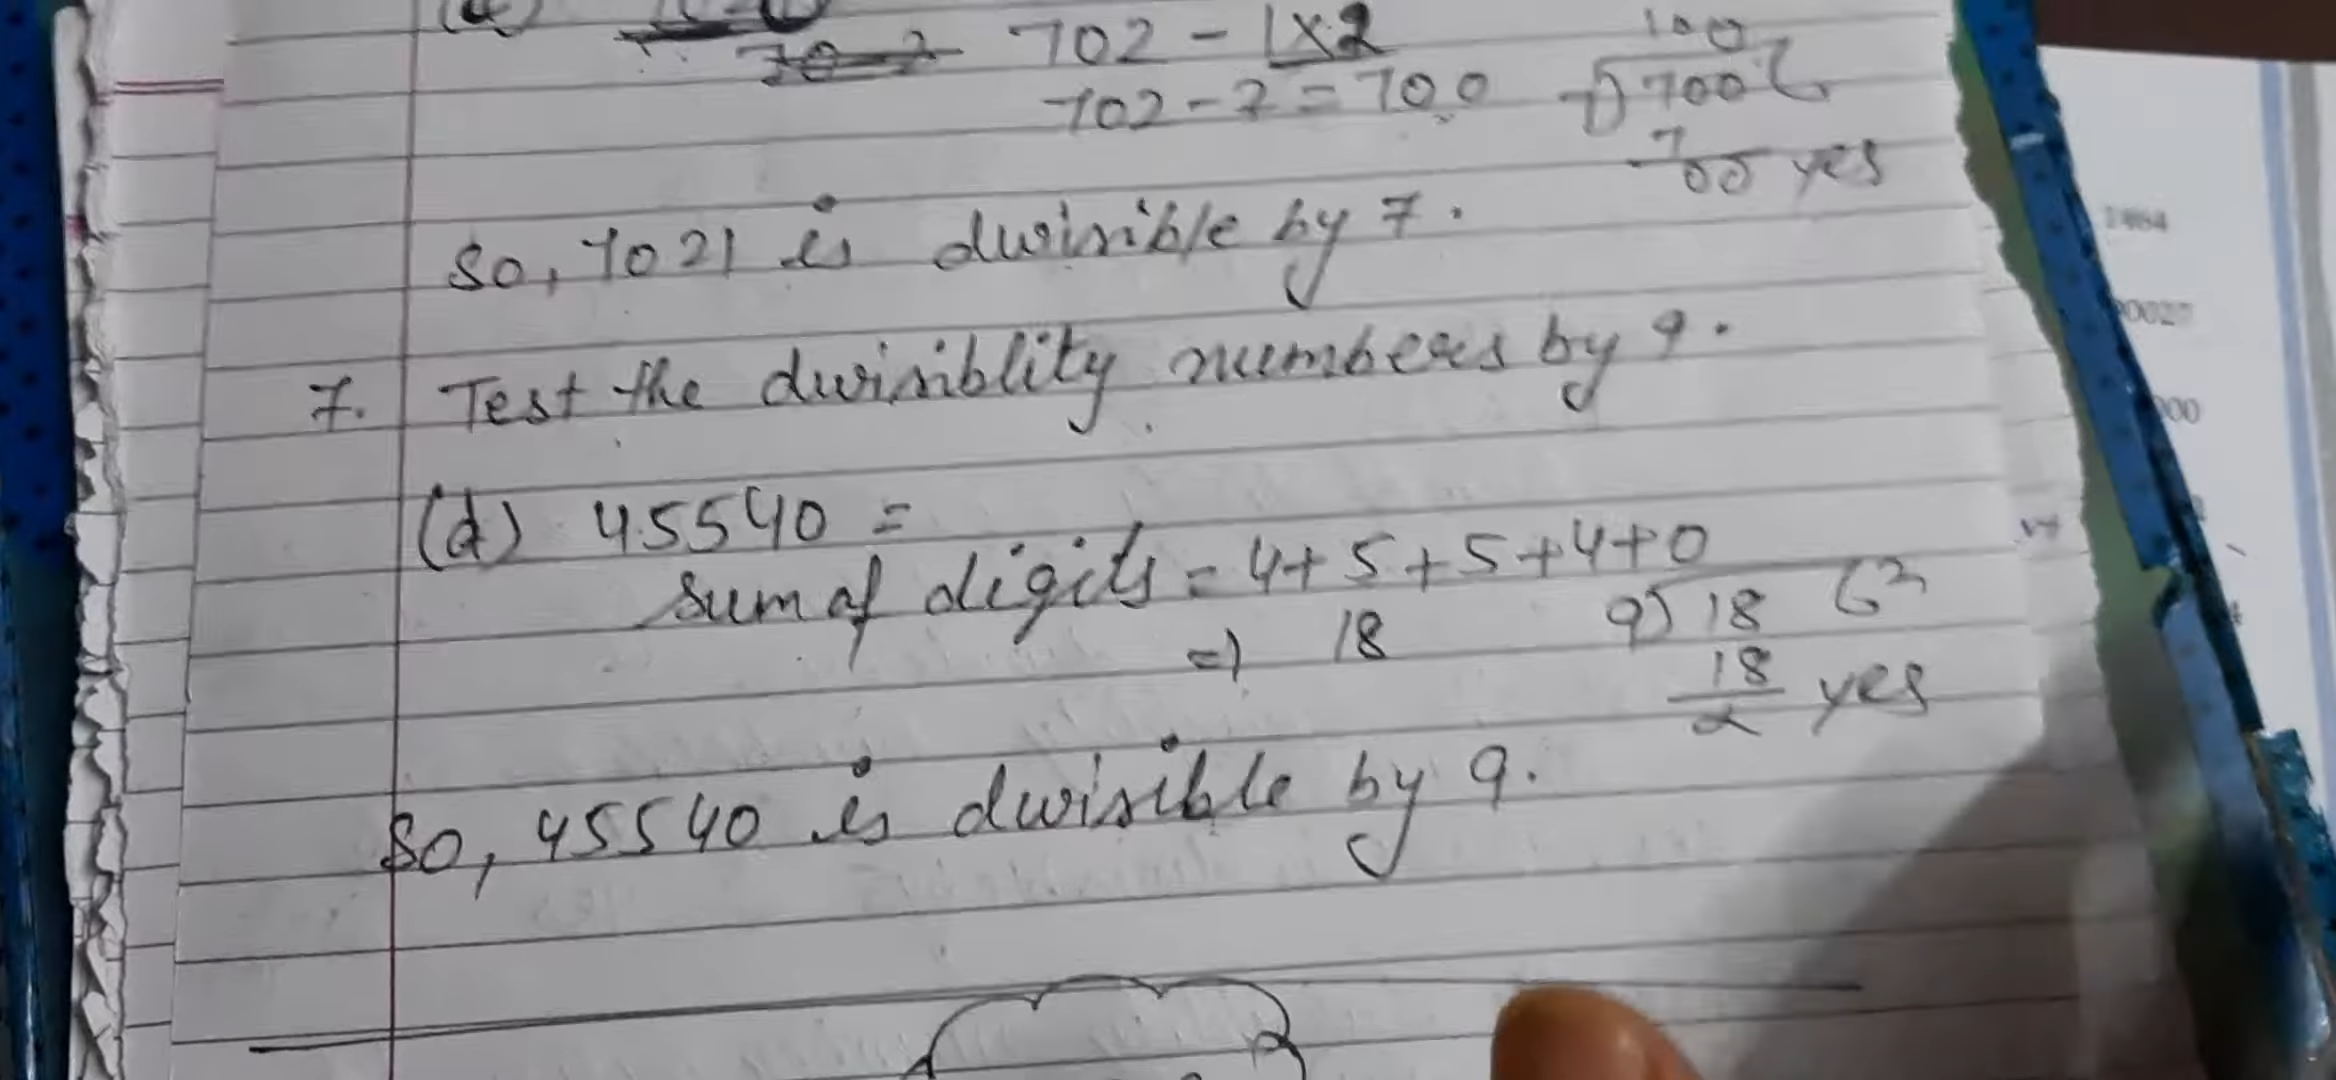 702 - 1x2
702 - 2 = 700 7)700(
100
7
00 yes
So, 7021 is divisible by 7.
7. Test the divisiblity numbers by 9.
(d) 45540 =
Sum of digits = 4+5+5+4+0
=) 18 9)18(2
18
yes
So, 45540 is divisible by 9.